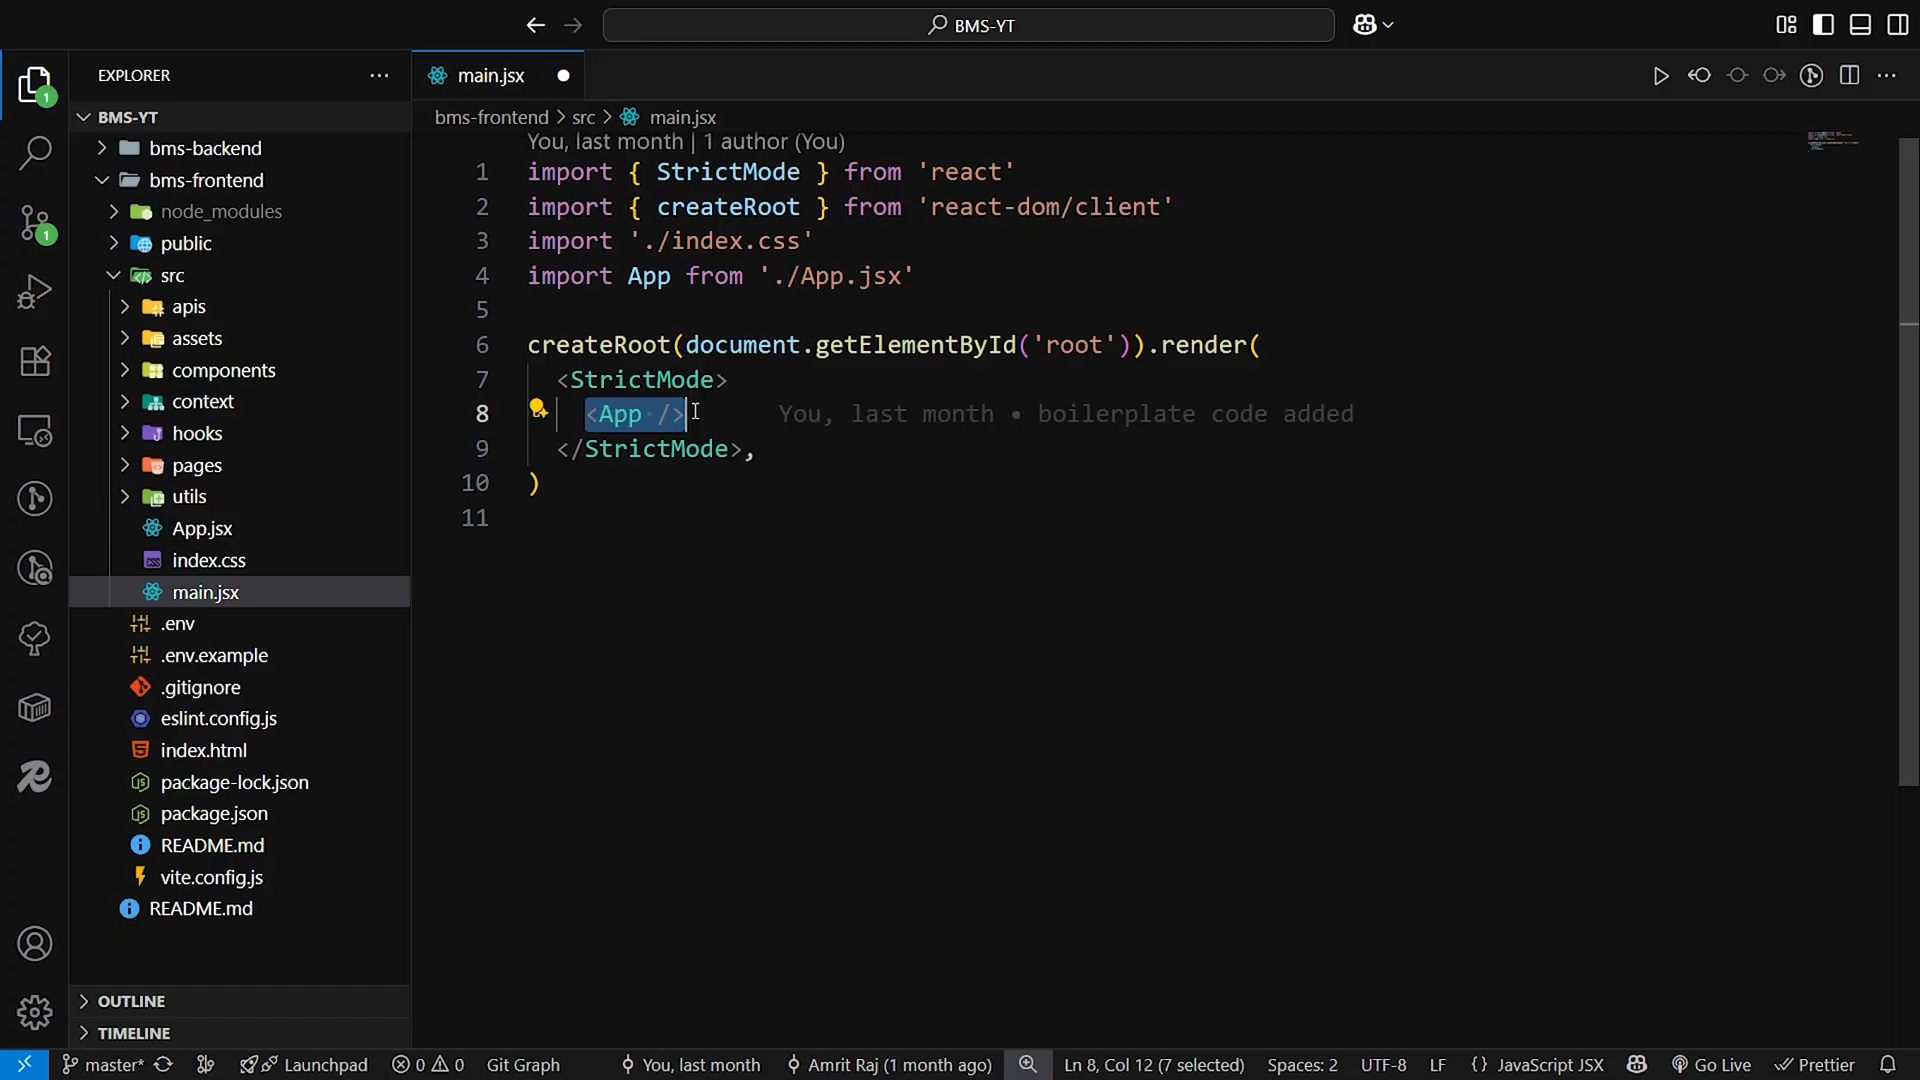 BMS-YT
EXPLORER
BMS-YT
bms-backend
bms-frontend
node_modules
public
src
apis
assets
components
context
hooks
pages
utils
App.jsx
index.css
main.jsx
.env
.env.example
.gitignore
eslint.config.js
index.html
package-lock.json
package.json
README.md
vite.config.js
README.md
OUTLINE
TIMELINE
1
1
main.jsx
bms-frontend > src > main.jsx
You, last month | 1 author (You)
1 import { StrictMode } from 'react'
2 import { createRoot } from 'react-dom/client'
3 import './index.css'
4 import App from './App.jsx'
5
6 createRoot(document.getElementById('root')).render(
7 <StrictMode>
8 <App·/> You, last month • boilerplate code added
9 </StrictMode>,
10 )
11
master* Launchpad 0 0 Git Graph You, last month Amrit Raj (1 month ago) Ln 8, Col 12 (7 selected) Spaces: 2 UTF-8 LF {} JavaScript JSX Go Live Prettier